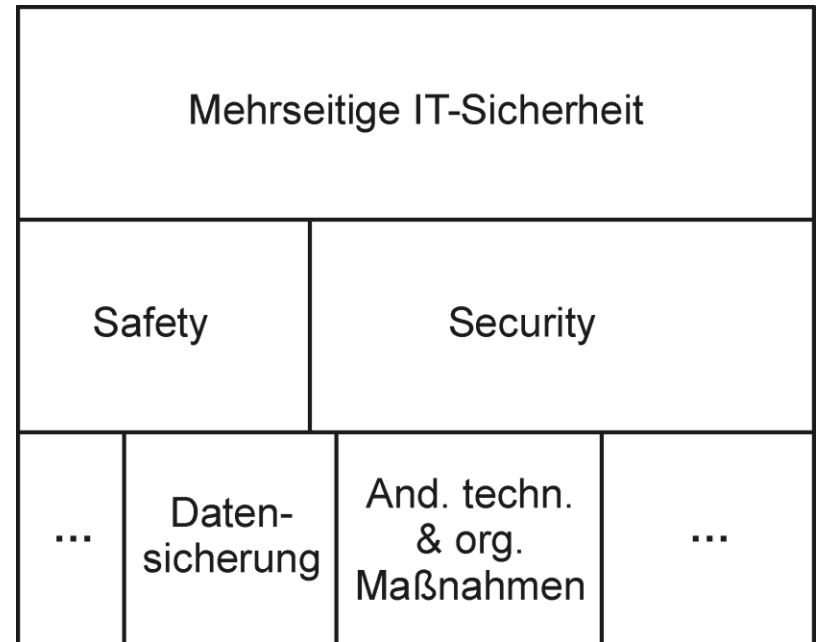 Mehrseitige IT-Sicherheit
Safety
Security
...
Daten-
sicherung
And. techn.
& org.
Maßnahmen
...